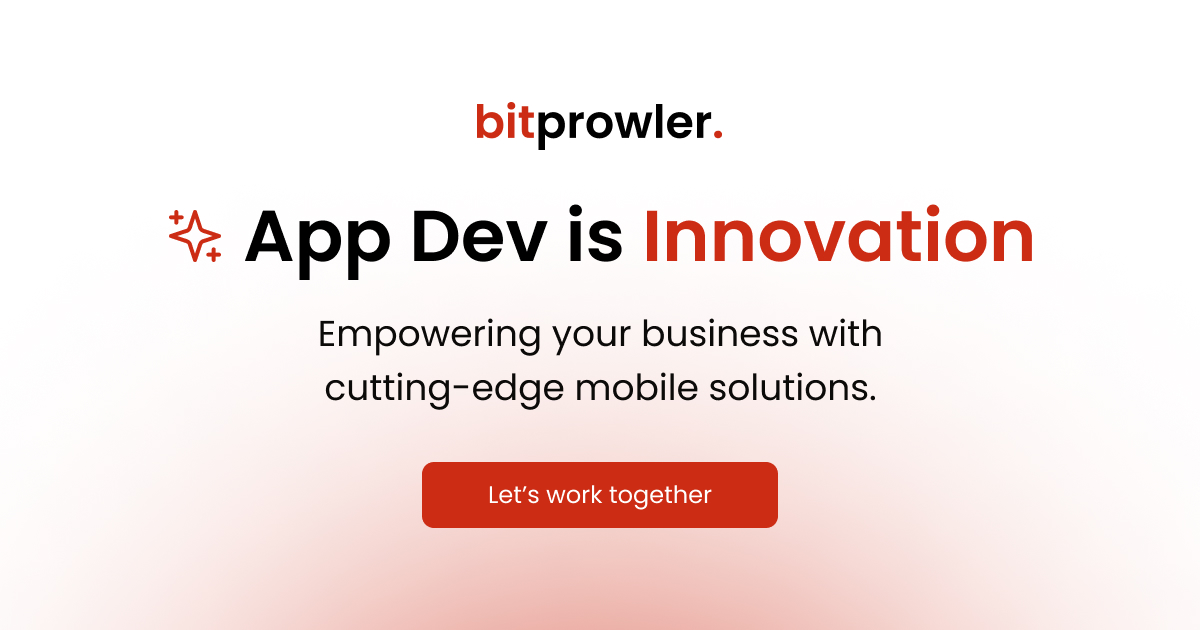 bitprowler.
App Dev is Innovation
Empowering your business with
cutting-edge mobile solutions.
Let’s work together